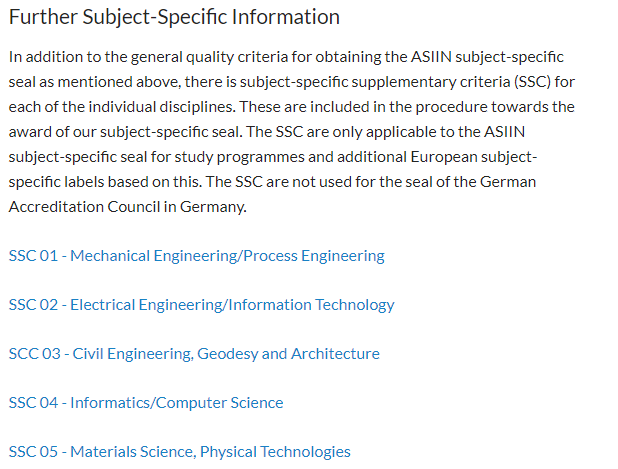 Further Subject-Specific Information
In addition to the general quality criteria for obtaining the ASIIN subject-specific
seal as mentioned above, there is subject-specific supplementary criteria (SSC) for
each of the individual disciplines. These are included in the procedure towards the
award of our subject-specific seal. The SSC are only applicable to the ASIIN
subject-specific seal for study programmes and additional European subject-
specific labels based on this. The SSC are not used for the seal of the German
Accreditation Council in Germany.
SSC 01 - Mechanical Engineering/Process Engineering
SSC 02 - Electrical Engineering/Information Technology
SCC 03 - Civil Engineering, Geodesy and Architecture
SSC 04 - Informatics/Computer Science
SSC 05 - Materials Science, Physical Technologies